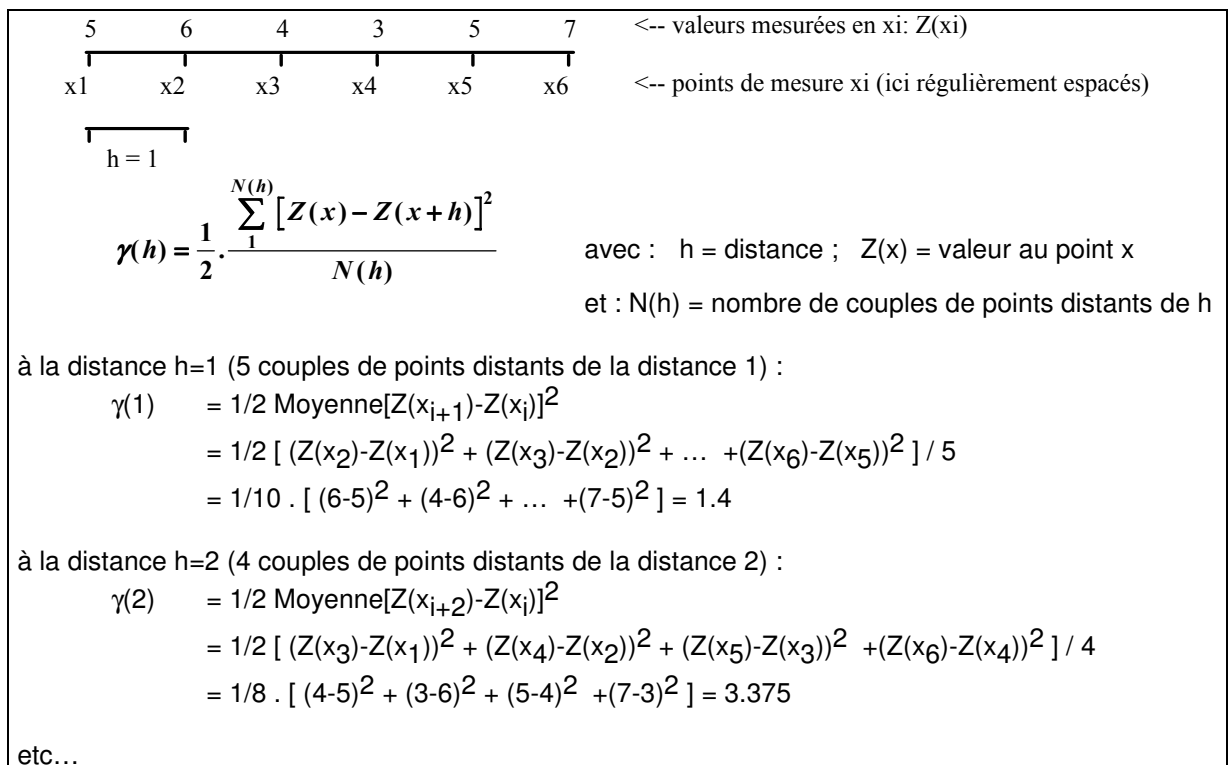 5 6 4 3 5 7 <-- valeurs mesurées en xi: Z(xi)
x1 x2 x3 x4 x5 x6 <-- points de mesure xi (ici régulièrement espacés)
h = 1
γ(h) = 1/2 . ∑_1^{N(h)} [Z(x) – Z(x + h)]² / N(h) avec : h = distance ; Z(x) = valeur au point x
et : N(h) = nombre de couples de points distants de h
à la distance h=1 (5 couples de points distants de la distance 1) :
γ(1) = 1/2 Moyenne[Z(x_{i+1})-Z(x_i)]²
= 1/2 [ (Z(x₂)-Z(x₁))² + (Z(x₃)-Z(x₂))² + … +(Z(x₆)-Z(x₅))² ] / 5
= 1/10 . [ (6-5)² + (4-6)² + … +(7-5)² ] = 1.4
à la distance h=2 (4 couples de points distants de la distance 2) :
γ(2) = 1/2 Moyenne[Z(x_{i+2})-Z(x_i)]²
= 1/2 [ (Z(x₃)-Z(x₁))² + (Z(x₄)-Z(x₂))² + (Z(x₅)-Z(x₃))² +(Z(x₆)-Z(x₄))² ] / 4
= 1/8 . [ (4-5)² + (3-6)² + (5-4)² +(7-3)² ] = 3.375
etc…